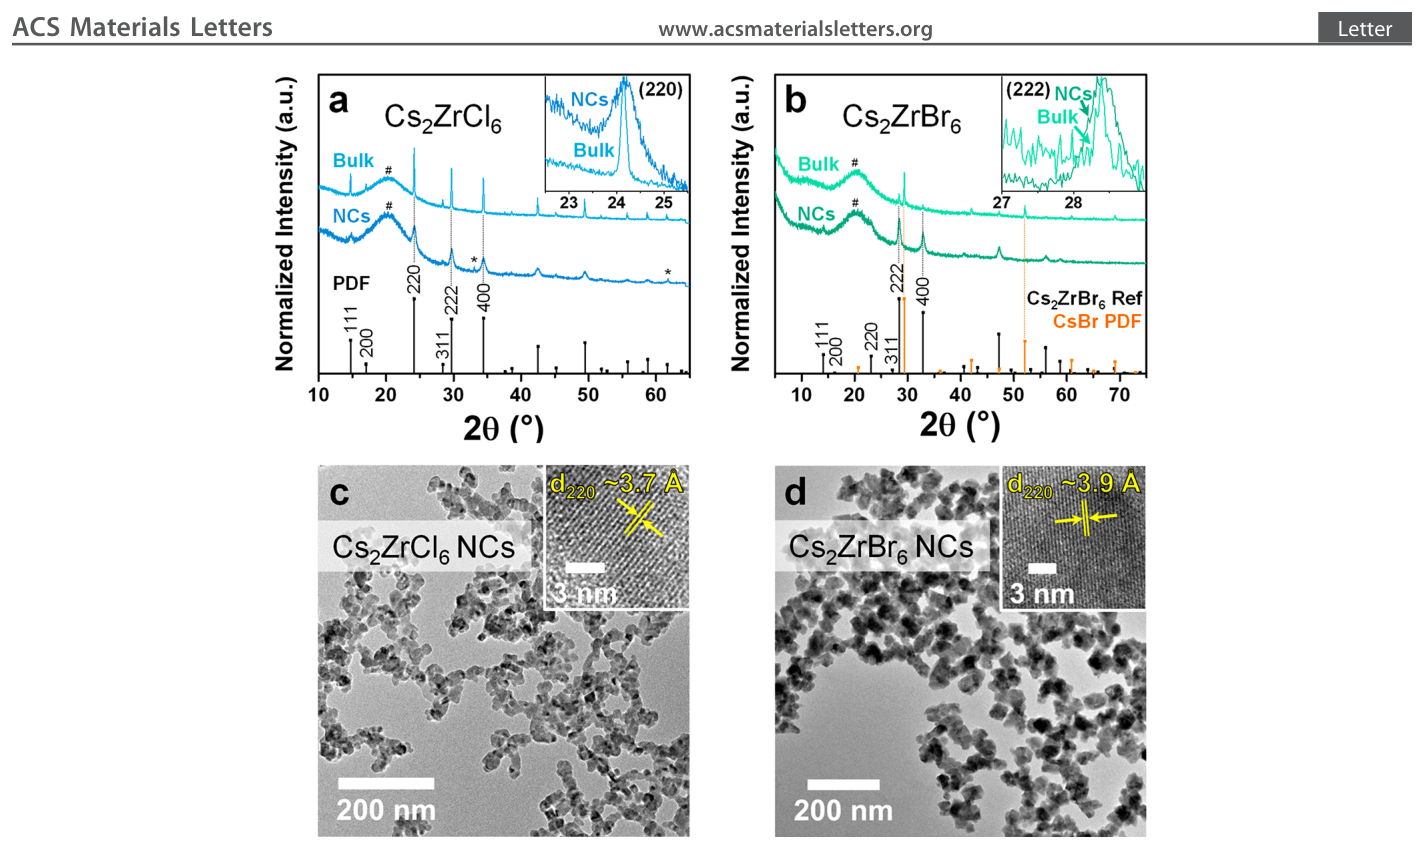 ACS Materials Letters
www.acsmaterialsletters.org
Letter
a
Cs2ZrCl6
Normalized Intensity (a.u.)
NCs
(220)
Bulk
23 24 25
Bulk
#
NCs
#
*
*
PDF
111
200
220
311
222
400
10 20 30 40 50 60
2θ (°)
b
Cs2ZrBr6
Normalized Intensity (a.u.)
(222)
NCs
Bulk
27 28
Bulk
#
NCs
#
111
200
220
311
222
400
Cs2ZrBr6 Ref
CsBr PDF
10 20 30 40 50 60 70
2θ (°)
c
Cs2ZrCl6 NCs
d220 ~3.7 Å
3 nm
200 nm
d
Cs2ZrBr6 NCs
d220 ~3.9 Å
3 nm
200 nm